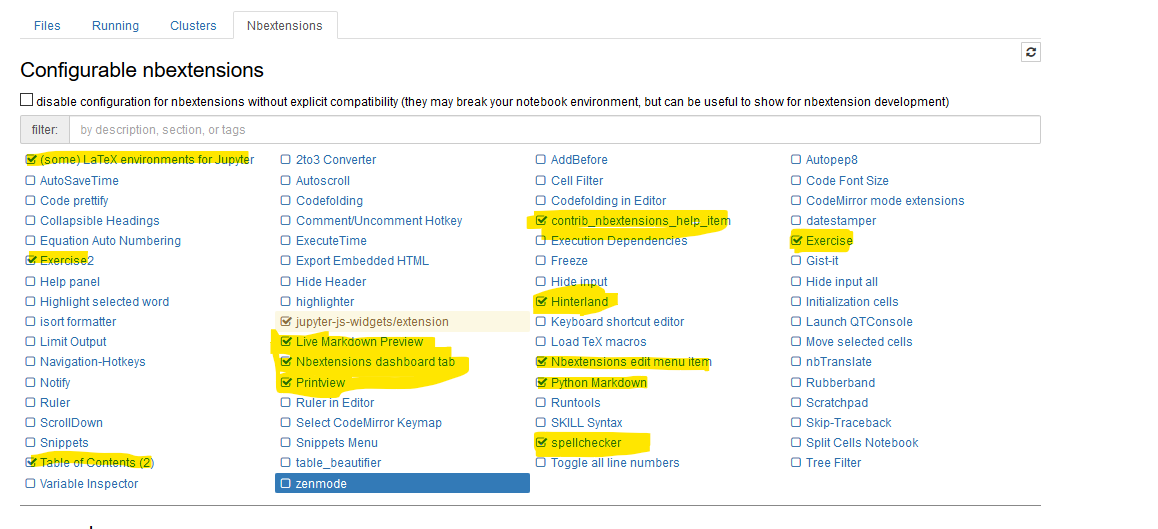 Files Running Clusters Nbextensions
Configurable nbextensions
disable configuration for nbextensions without explicit compatibility (they may break your notebook environment, but can be useful to show for nbextension development)
filter: by description, section, or tags
(some) LaTeX environments for Jupyter 2to3 Converter AddBefore Autopep8
AutoSaveTime Autoscroll Cell Filter Code Font Size
Code prettify Codefolding Codefolding in Editor CodeMirror mode extensions
Collapsible Headings Comment/Uncomment Hotkey contrib_nbextensions_help_item datestamper
Equation Auto Numbering ExecuteTime Execution Dependencies Exercise
Exercise2 Export Embedded HTML Freeze Gist-it
Help panel Hide Header Hide input Hide input all
Highlight selected word highlighter Hinterland Initialization cells
isort formatter jupyter-js-widgets/extension Keyboard shortcut editor Launch QTConsole
Limit Output Live Markdown Preview Load TeX macros Move selected cells
Navigation-Hotkeys Nbextensions dashboard tab Nbextensions edit menu item nbTranslate
Notify Printview Python Markdown Rubberband
Ruler Ruler in Editor Runtools Scratchpad
ScrollDown Select CodeMirror Keymap SKILL Syntax Skip-Traceback
Snippets Snippets Menu spellchecker Split Cells Notebook
Table of Contents (2) table_beautifier Toggle all line numbers Tree Filter
Variable Inspector zenmode